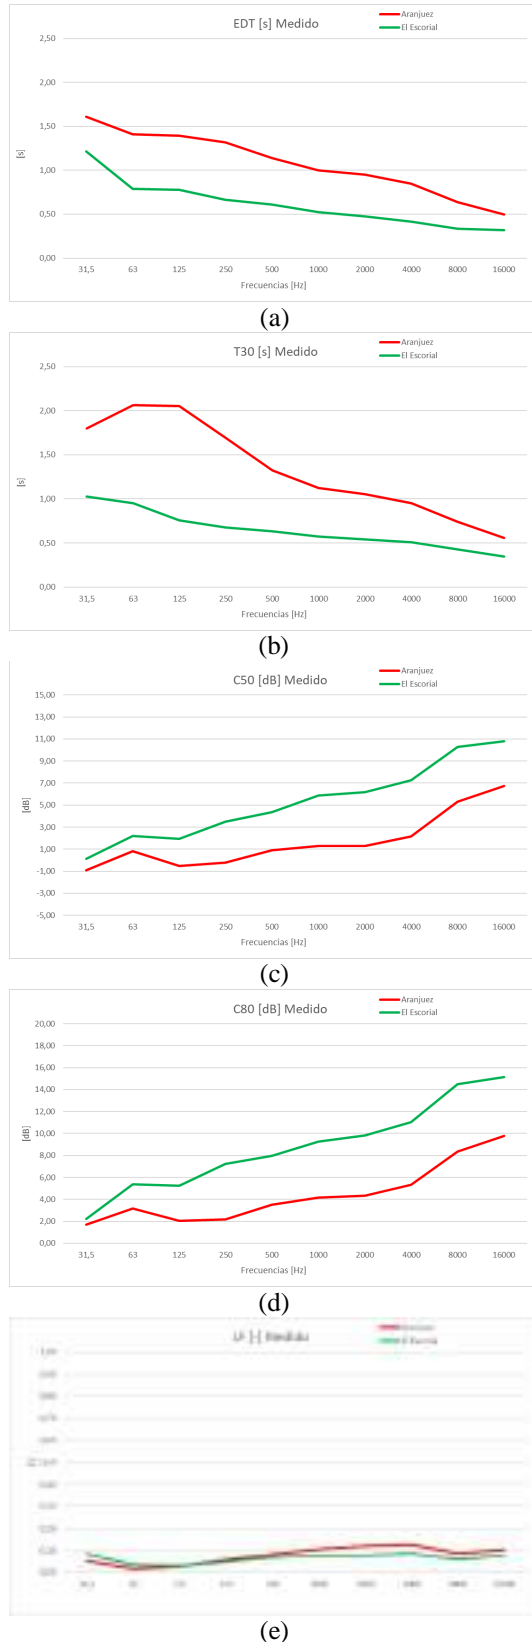 EDT [s] Medido
Aranjuez
El Escorial
2,50
2,00
1,50
1,00
0,50
0,00
[s]
31,5 63 125 250 500 1000 2000 4000 8000 16000
Frecuencias [Hz]
(a)
T30 [s] Medido
Aranjuez
El Escorial
2,50
2,00
1,50
1,00
0,50
0,00
[s]
31,5 63 125 250 500 1000 2000 4000 8000 16000
Frecuencias [Hz]
(b)
C50 [dB] Medido
Aranjuez
El Escorial
15,00
13,00
11,00
9,00
7,00
5,00
3,00
1,00
-1,00
-3,00
-5,00
[dB]
31,5 63 125 250 500 1000 2000 4000 8000 16000
Frecuencias [Hz]
(c)
C80 [dB] Medido
Aranjuez
El Escorial
20,00
18,00
16,00
14,00
12,00
10,00
8,00
6,00
4,00
2,00
0,00
[dB]
31,5 63 125 250 500 1000 2000 4000 8000 16000
Frecuencias [Hz]
(d)
LF [-] Medido
El Escorial
(e)